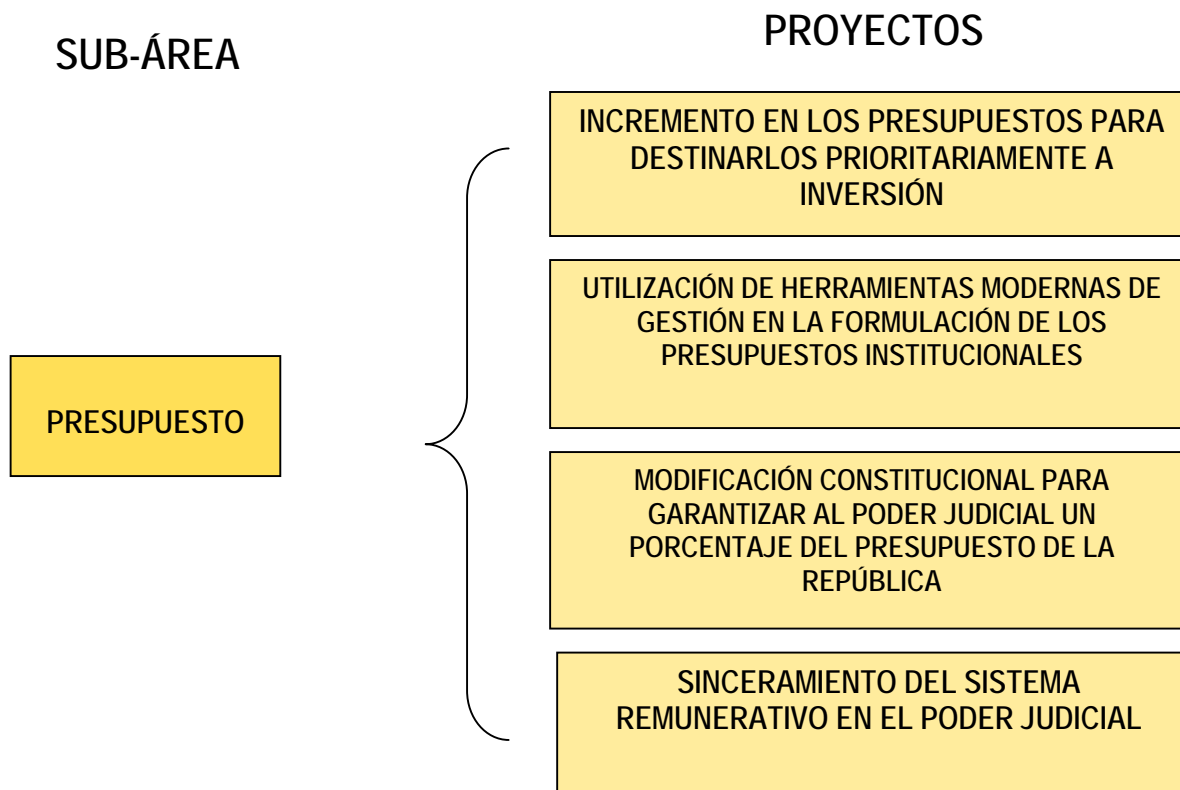 SUB-ÁREA
PROYECTOS
PRESUPUESTO
INCREMENTO EN LOS PRESUPUESTOS PARA
DESTINARLOS PRIORITARIAMENTE A
INVERSIÓN
UTILIZACIÓN DE HERRAMIENTAS MODERNAS DE
GESTIÓN EN LA FORMULACIÓN DE LOS
PRESUPUESTOS INSTITUCIONALES
MODIFICACIÓN CONSTITUCIONAL PARA
GARANTIZAR AL PODER JUDICIAL UN
PORCENTAJE DEL PRESUPUESTO DE LA
REPÚBLICA
SINCERAMIENTO DEL SISTEMA
REMUNERATIVO EN EL PODER JUDICIAL